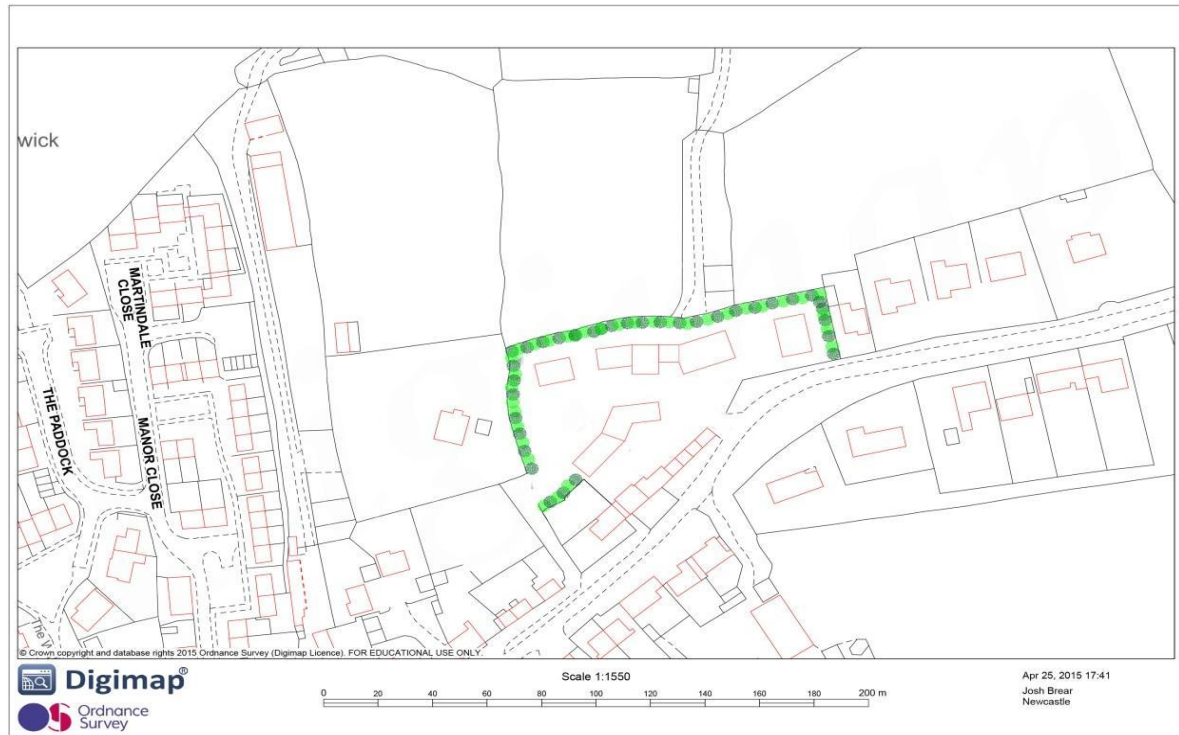 wick
MARTINDALE
CLOSE
THE PADDOCK
MANOR CLOSE
© Crown copyright and database rights 2015 Ordnance Survey (Digimap Licence). FOR EDUCATIONAL USE ONLY.
Digimap®
Ordnance
Survey
Scale 1:1550
0 20 40 60 80 100 120 140 160 180 200 m
Apr 25, 2015 17:41
Josh Brear
Newcastle